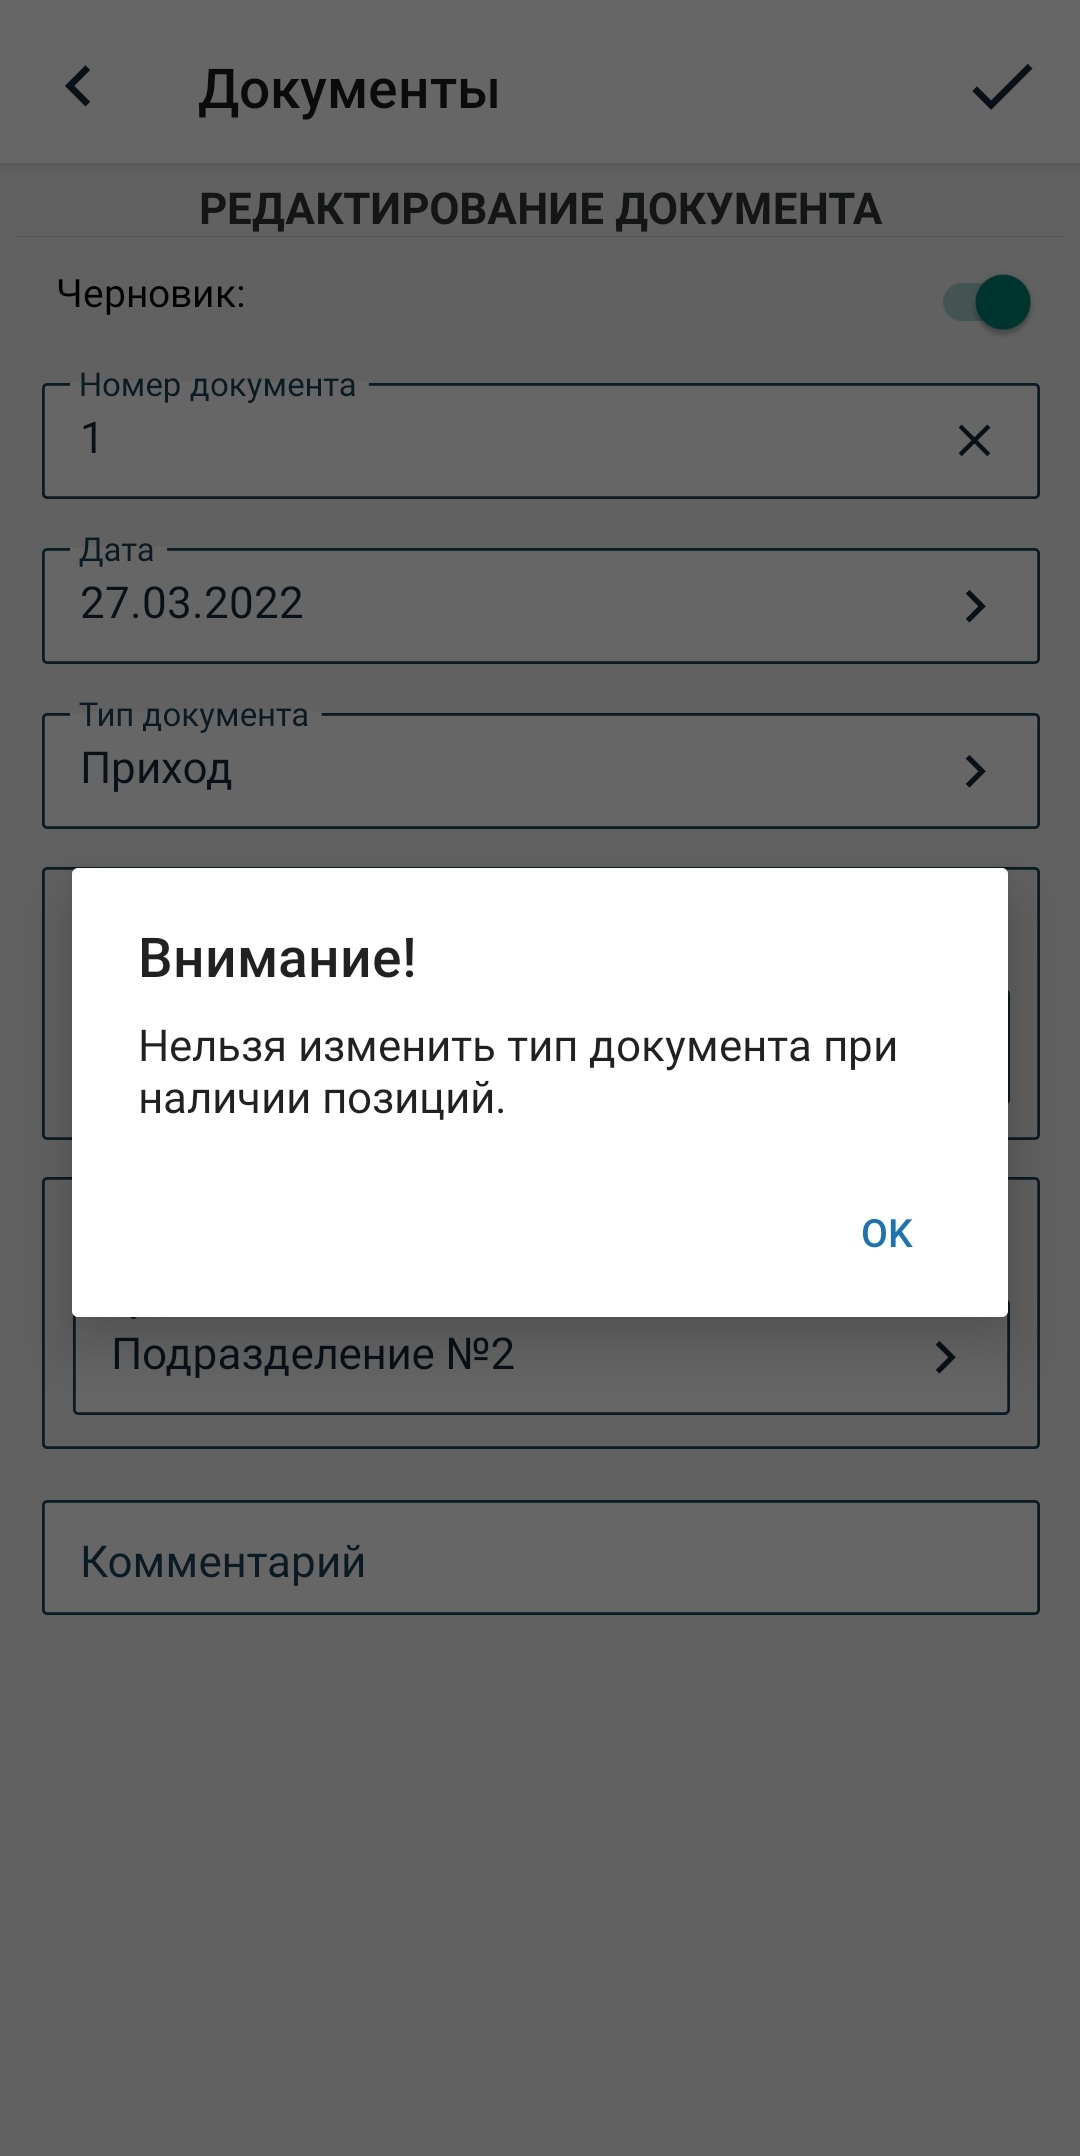 Документы
РЕДАКТИРОВАНИЕ ДОКУМЕНТА
Черновик:
Номер документа
1
Дата
27.03.2022
Тип документа
Приход
Внимание!
Нельзя изменить тип документа при
наличии позиций.
OK
Подразделение №2
Комментарий